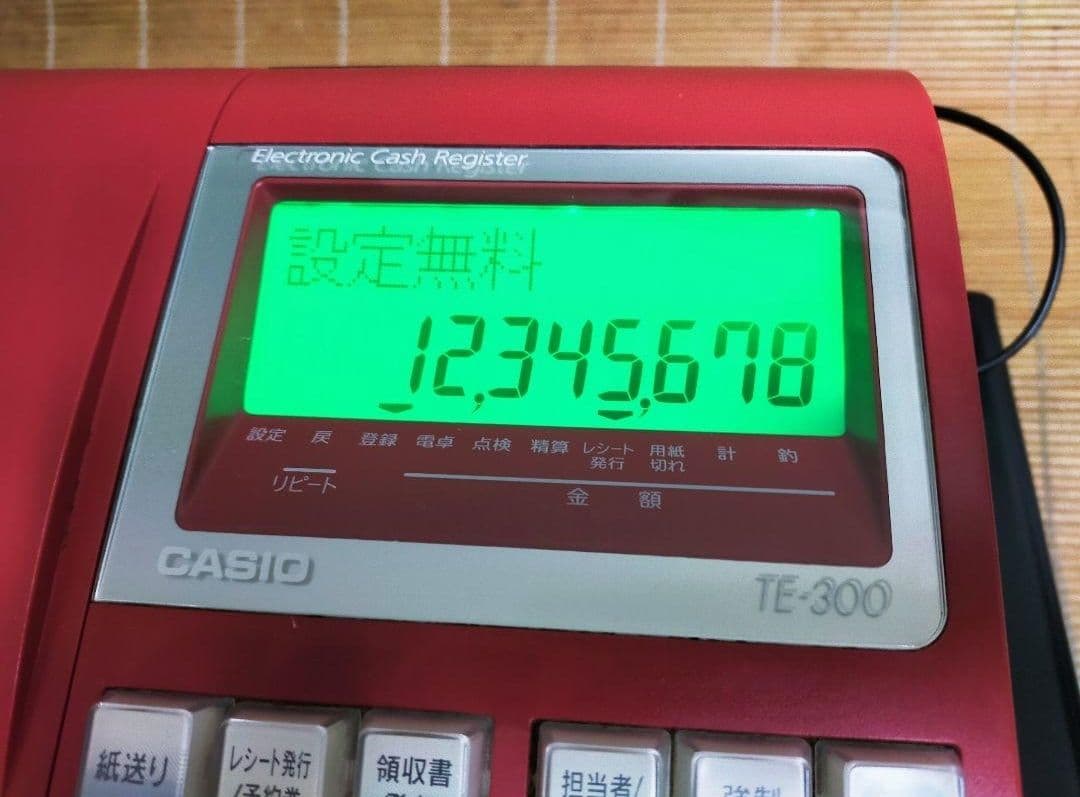 Electronic Cash Register
設定無料
12,345,678
設定 戻 登録 電卓 点検 精算 レシート発行 用紙切れ 計 釣
リピート 金額
CASIO
TE-300
紙送り レシート発行 領収書 担当者/
/予約券